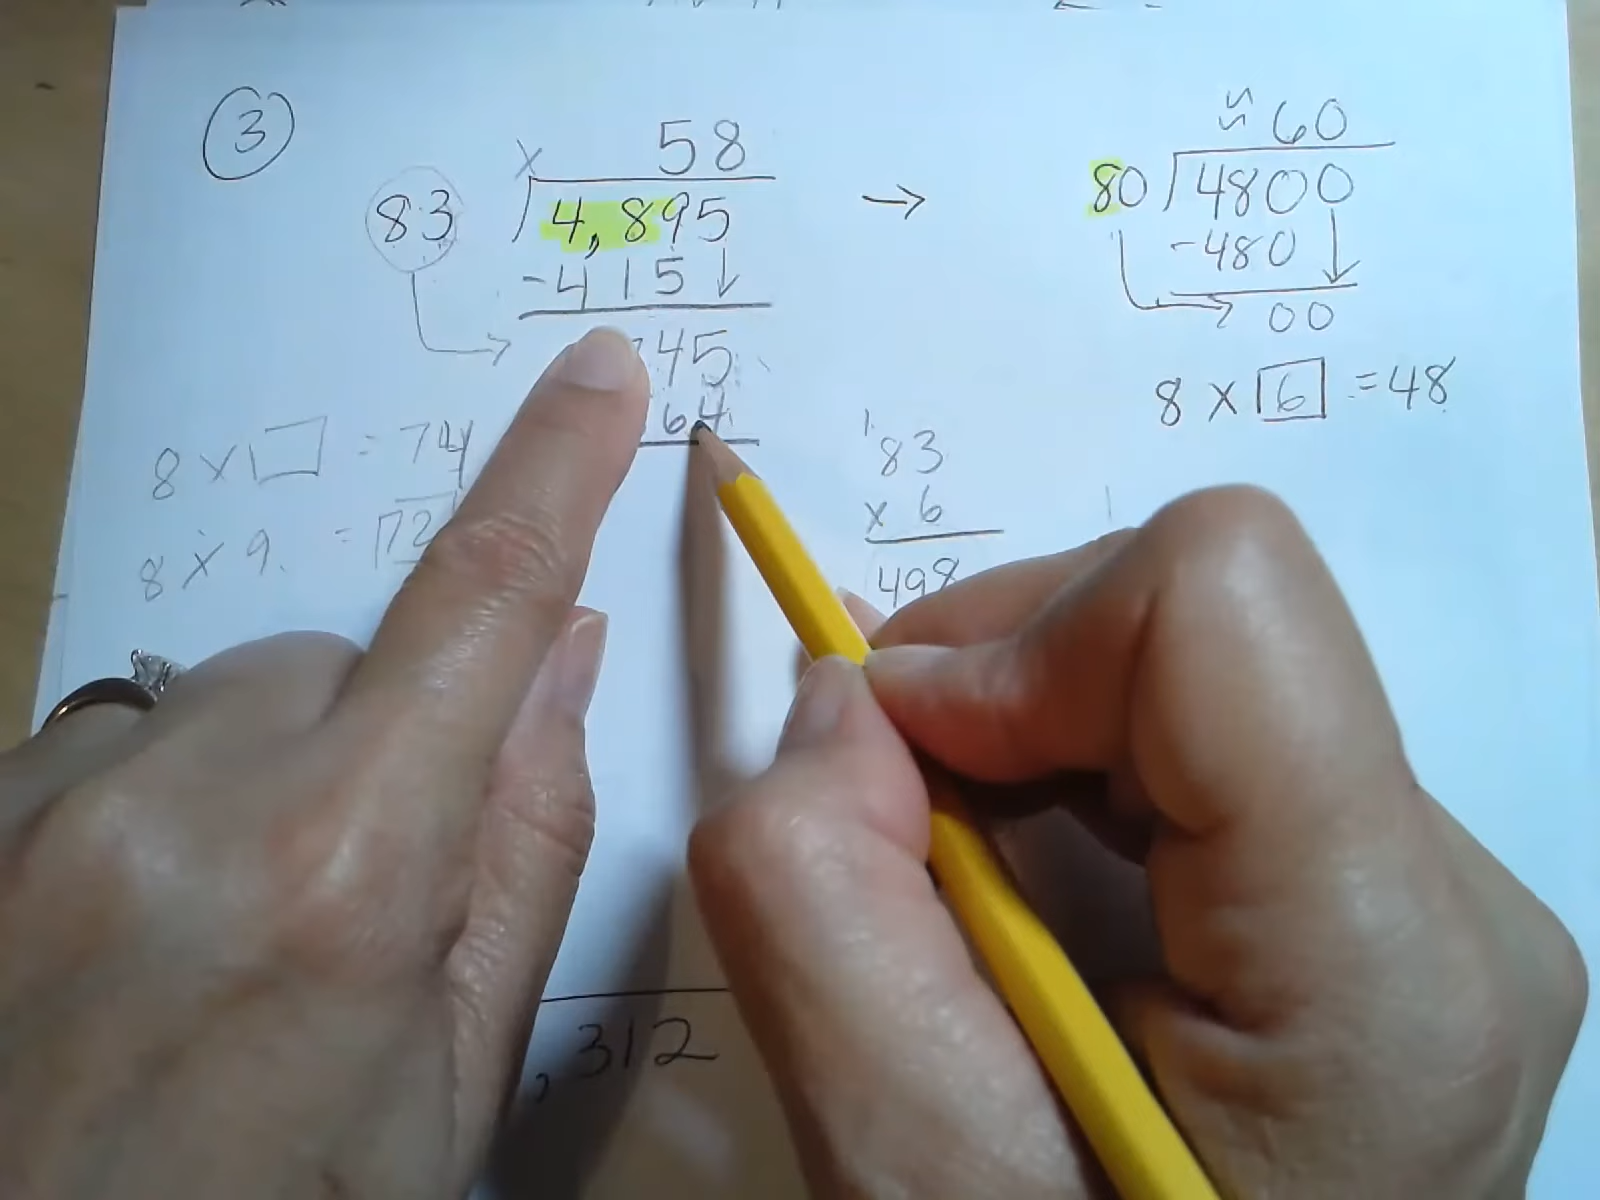 3
x 58
83 4,895
-415
45
64
→
≈ 60
80 4800
-480
00
8 x 6 = 48
8 x □ = 74
8 x 9. = 72
1
83
x 6
498
,312